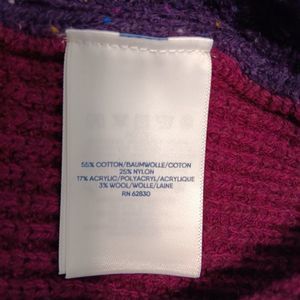 55% COTTON/BAUMWOLLE/COTON
25% NYLON
17% ACRYLIC/POLYACRYL/ACRYLIQUE
3% WOOL/WOLLE/LAINE
RN 62830